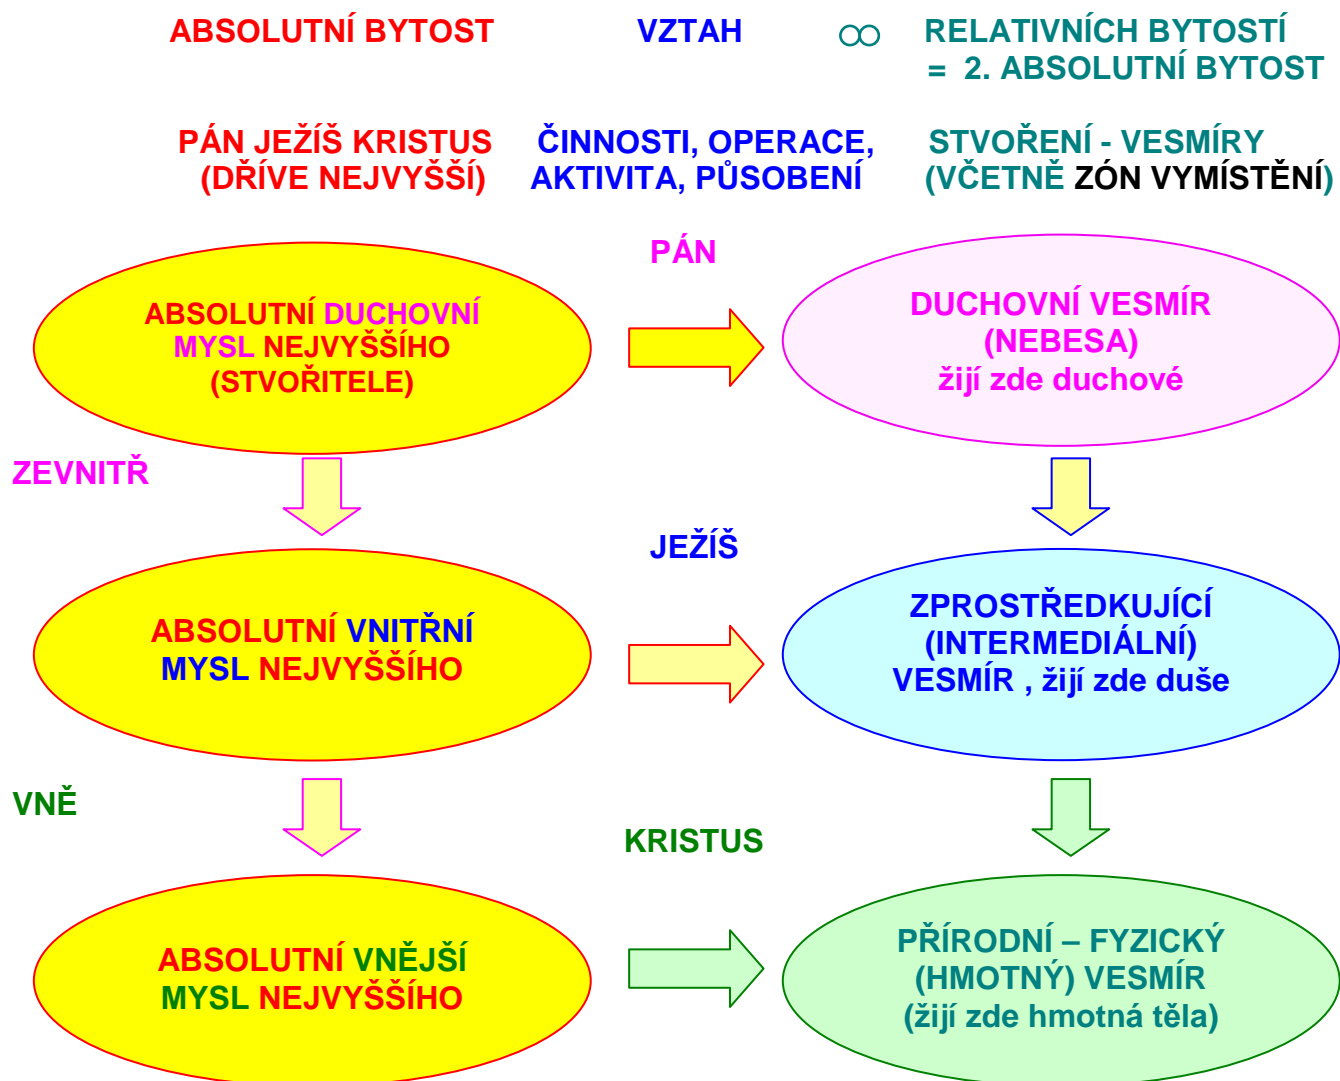 ABSOLUTNÍ BYTOST VZTAH ∞ RELATIVNÍCH BYTOSTÍ
= 2. ABSOLUTNÍ BYTOST
PÁN JEŽÍŠ KRISTUS ČINNOSTI, OPERACE, STVOŘENÍ - VESMÍRY
(DŘÍVE NEJVYŠŠÍ) AKTIVITA, PŮSOBENÍ (VČETNĚ ZÓN VYMÍSTĚNÍ)
PÁN
ABSOLUTNÍ DUCHOVNÍ
MYSL NEJVYŠŠÍHO
(STVOŘITELE)
DUCHOVNÍ VESMÍR
(NEBESA)
žijí zde duchové
ZEVNITŘ
JEŽÍŠ
ABSOLUTNÍ VNITŘNÍ
MYSL NEJVYŠŠÍHO
ZPROSTŘEDKUJÍCÍ
(INTERMEDIÁLNÍ)
VESMÍR , žijí zde duše
VNĚ
KRISTUS
ABSOLUTNÍ VNĚJŠÍ
MYSL NEJVYŠŠÍHO
PŘÍRODNÍ – FYZICKÝ
(HMOTNÝ) VESMÍR
(žijí zde hmotná těla)